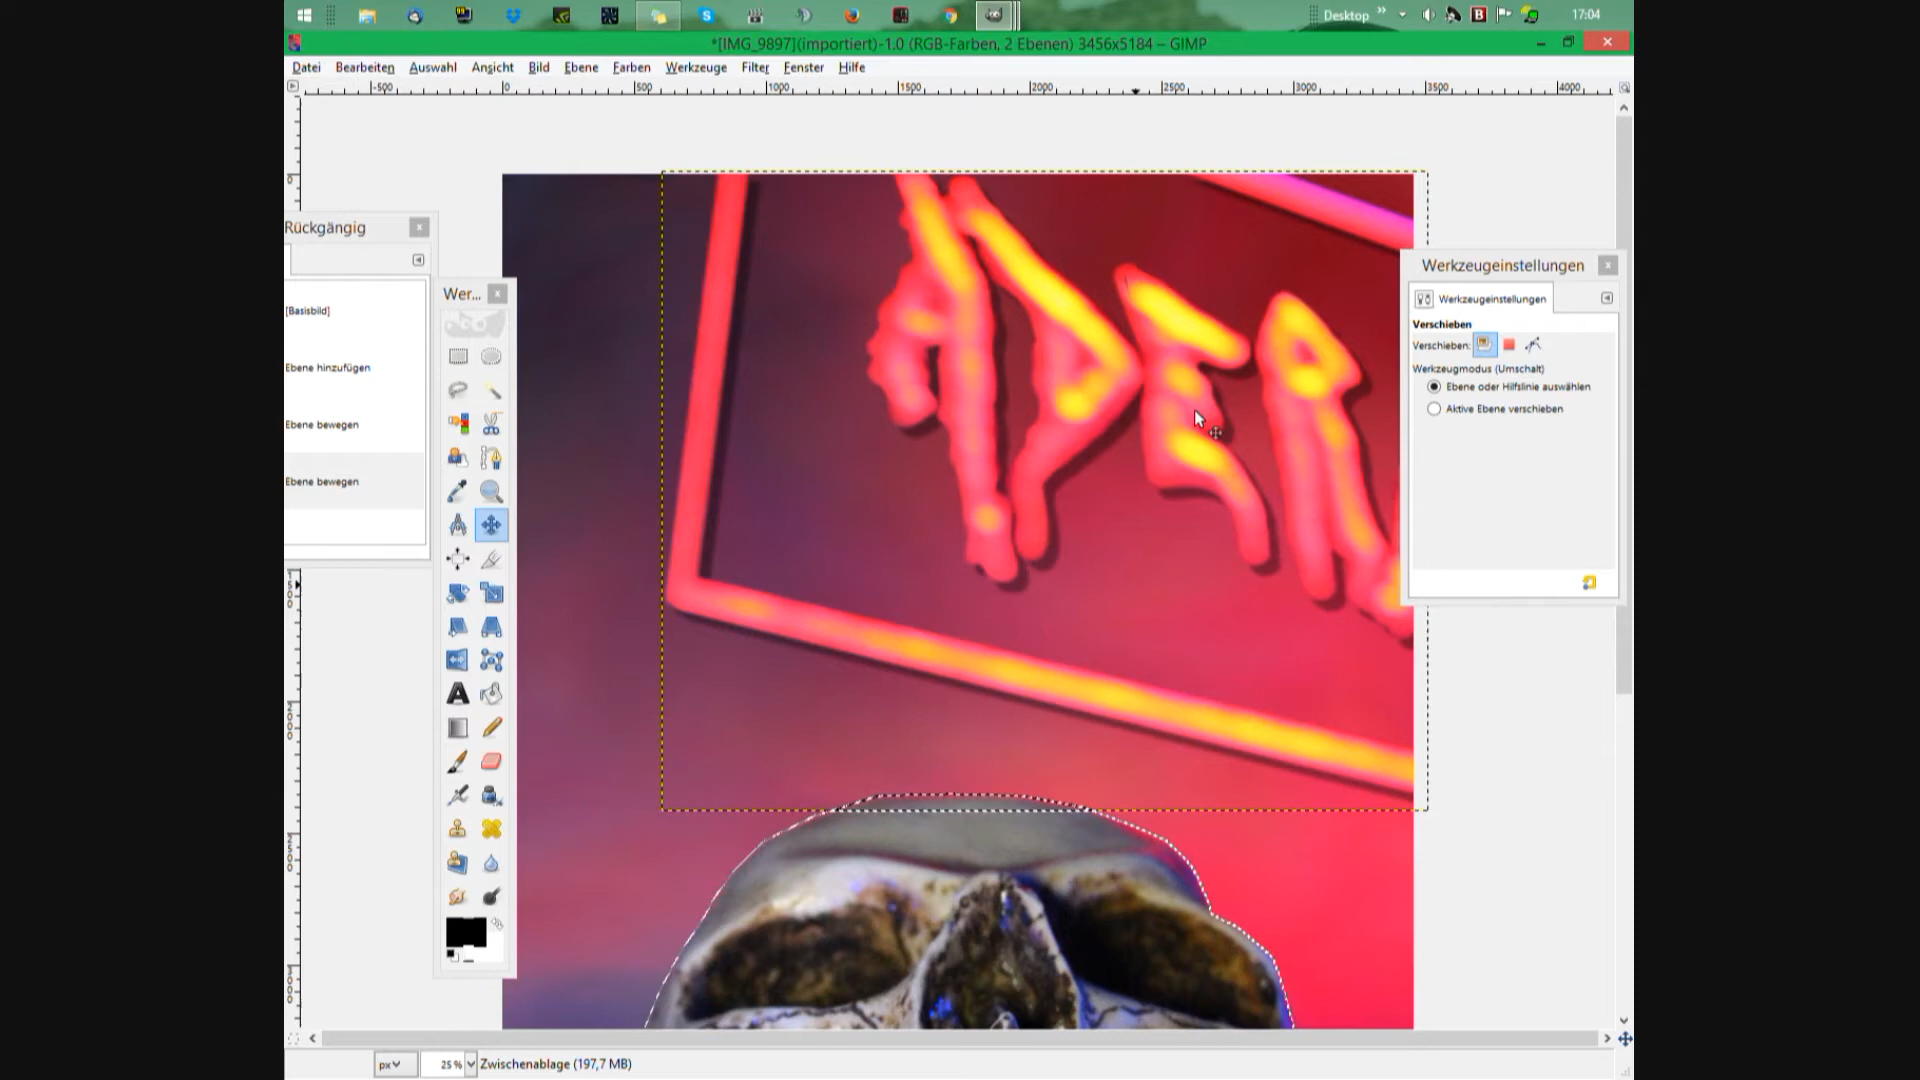 Desktop
17:04
*[IMG_9897](importiert)-1.0 (RGB-Farben, 2 Ebenen) 3456x5184 – GIMP
Datei Bearbeiten Auswahl Ansicht Bild Ebene Farben Werkzeuge Filter Fenster Hilfe
-500 0 500 1000 1500 2000 2500 3000 3500 4000
Rückgängig
[Basisbild]
Ebene hinzufügen
Ebene bewegen
Ebene bewegen
Wer...
Werkzeugeinstellungen
Werkzeugeinstellungen
Verschieben
Verschieben:
Werkzeugmodus (Umschalt)
Ebene oder Hilfslinie auswählen
Aktive Ebene verschieben
px 25 % Zwischenablage (197,7 MB)